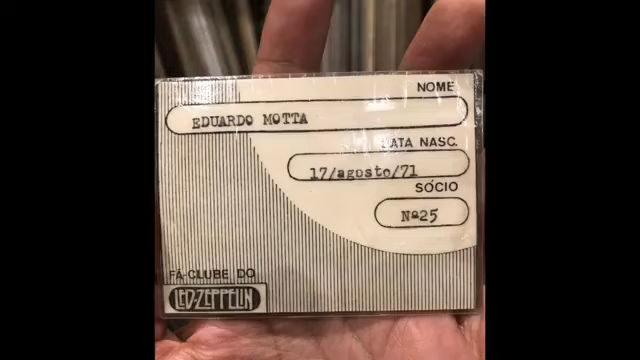 NOME
EDUARDO MOTTA
DATA NASC.
17/agosto/71
SÓCIO
Nº25
FÃ-CLUBE DO
LED-ZEPPELIN